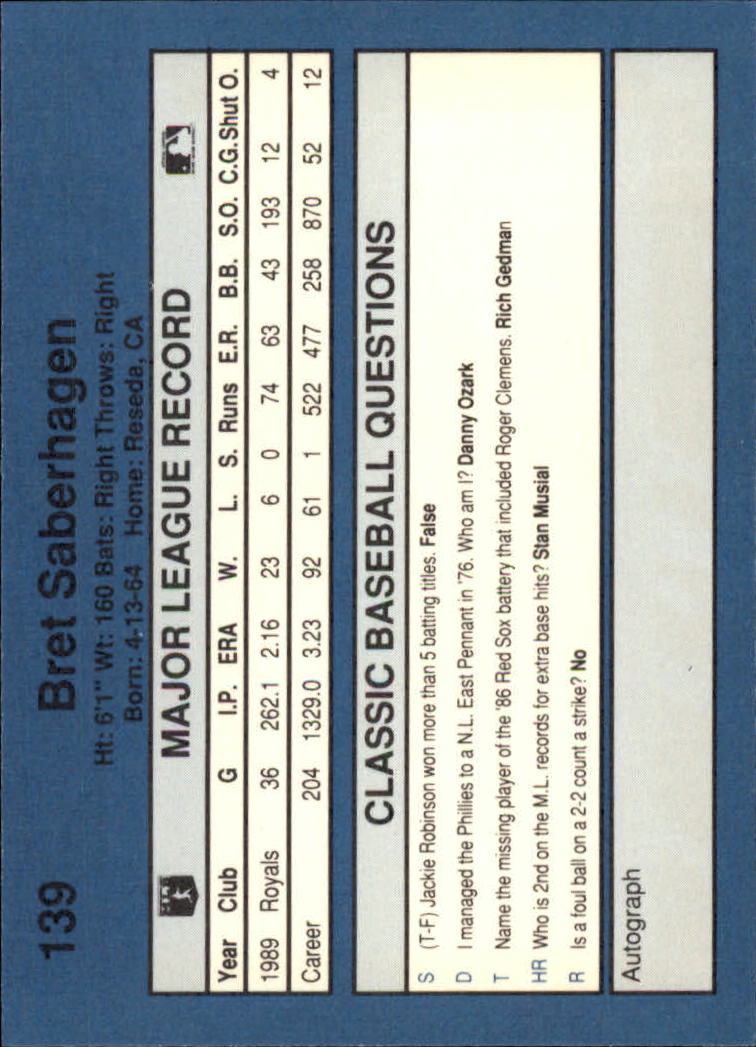 139 Bret Saberhagen
Ht: 6'1" Wt: 160 Bats: Right Throws: Right
Born: 4-13-64 Home: Reseda, CA
MAJOR LEAGUE RECORD
Year Club G I.P. ERA W. L. S. Runs E.R. B.B. S.O. C.G. Shut O.
1989 Royals 36 262.1 2.16 23 6 0 74 63 43 193 12 4
Career 204 1329.0 3.23 92 61 1 522 477 258 870 52 12
CLASSIC BASEBALL QUESTIONS
S (T-F) Jackie Robinson won more than 5 batting titles. False
D I managed the Phillies to a N.L. East Pennant in '76. Who am I? Danny Ozark
T Name the missing player of the '86 Red Sox battery that included Roger Clemens. Rich Gedman
HR Who is 2nd on the M.L. records for extra base hits? Stan Musial
R Is a foul ball on a 2-2 count a strike? No
Autograph